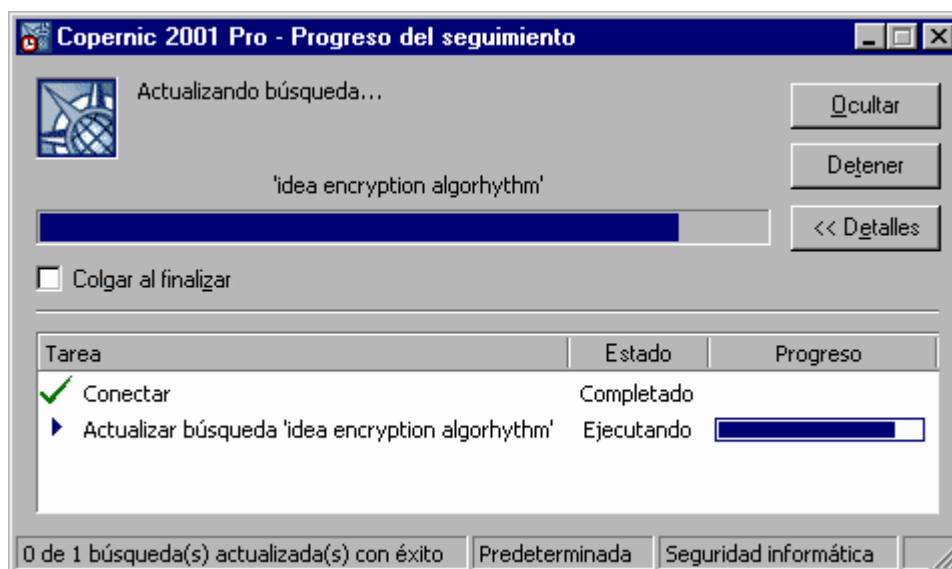 Copernic 2001 Pro - Progreso del seguimiento
Actualizando búsqueda...
Ocultar
Detener
'idea encryption algorhythm'
<< Detalles
Colgar al finalizar
Tarea Estado Progreso
Conectar Completado
Actualizar búsqueda 'idea encryption algorhythm' Ejecutando
0 de 1 búsqueda(s) actualizada(s) con éxito Predeterminada Seguridad informática